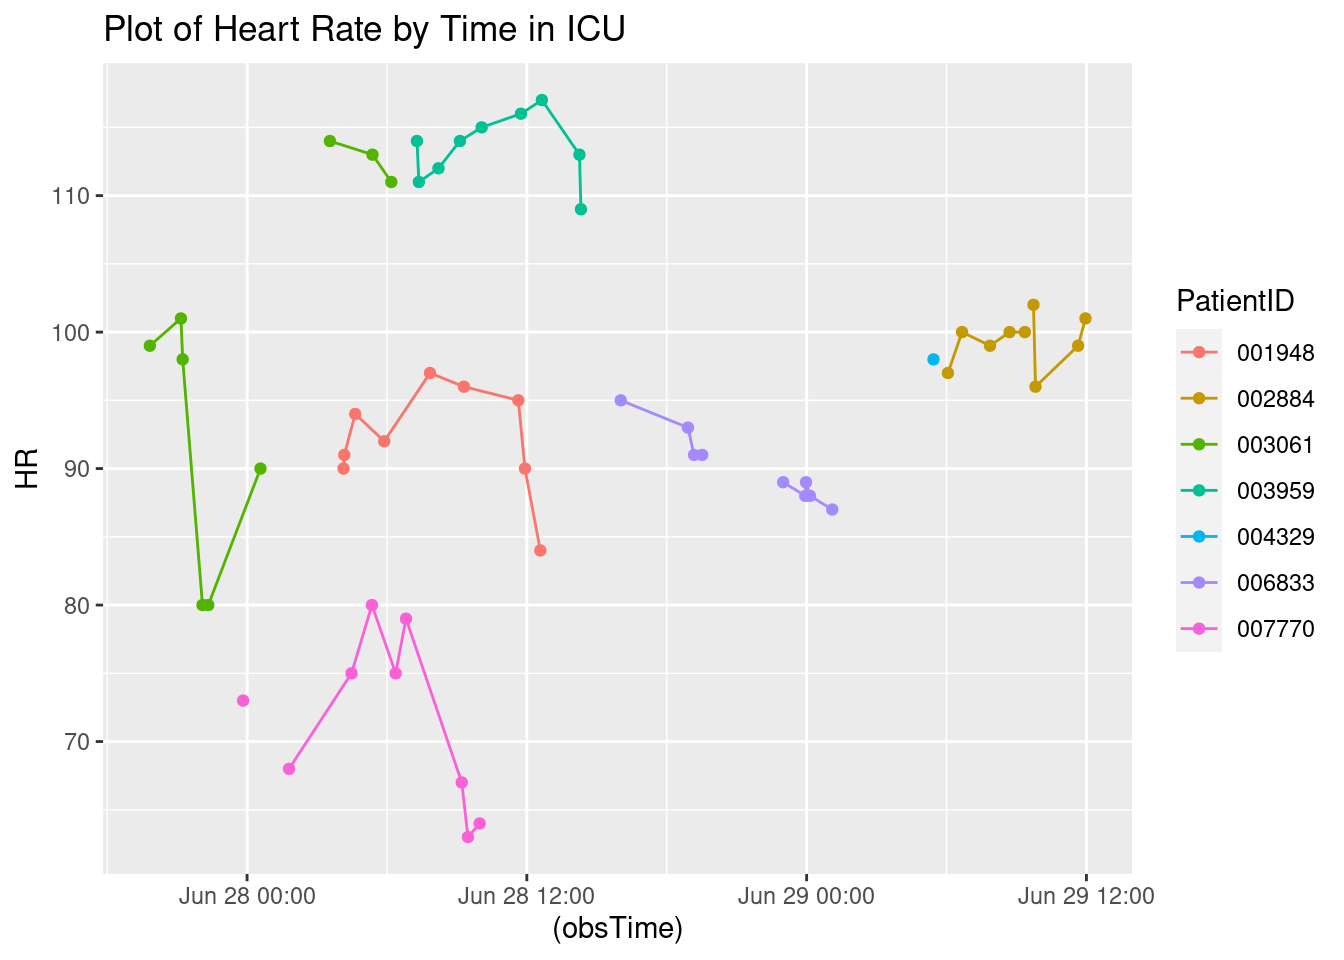 Plot of Heart Rate by Time in ICU
110
100
90
80
70
HR
Jun 28 00:00
Jun 28 12:00
Jun 29 00:00
Jun 29 12:00
(obsTime)
PatientID
001948
002884
003061
003959
004329
006833
007770